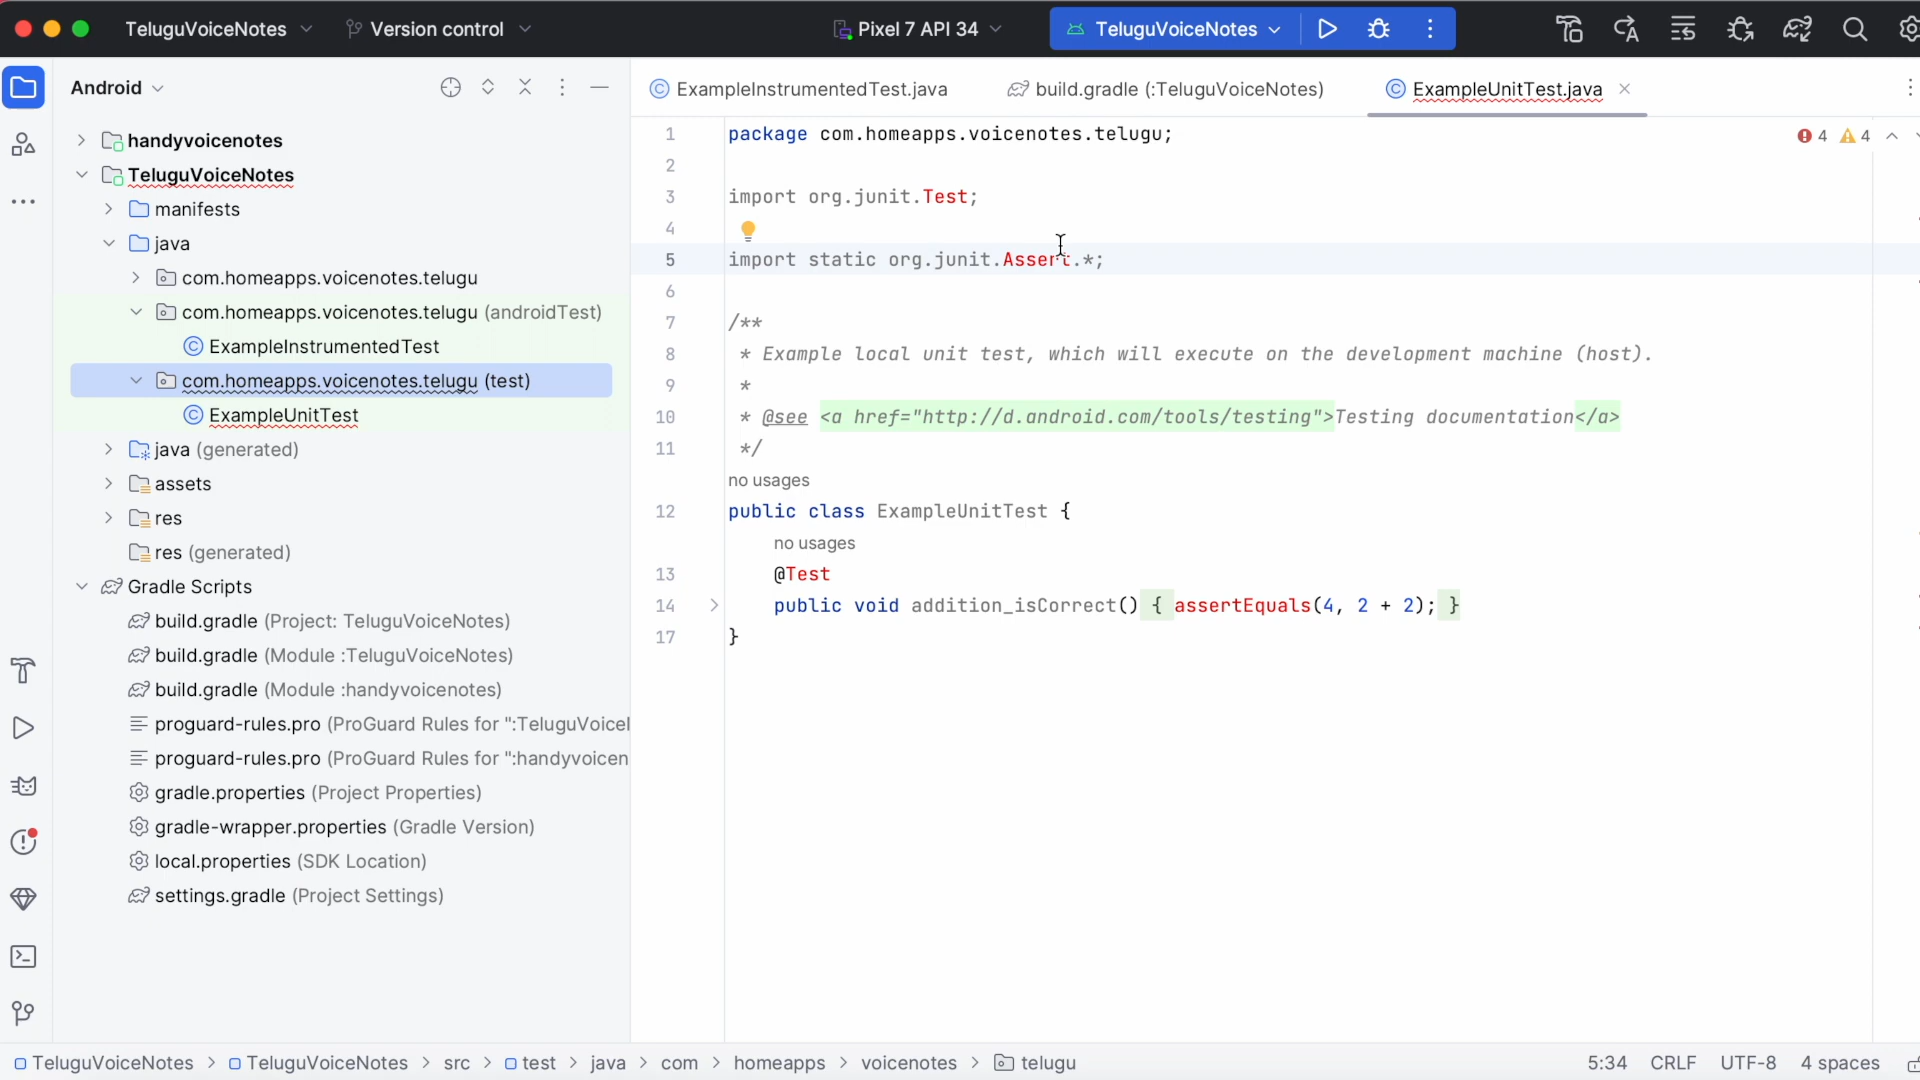 TeluguVoiceNotes
Version control
Pixel 7 API 34
TeluguVoiceNotes
Android
ExampleInstrumentedTest.java
build.gradle (:TeluguVoiceNotes)
ExampleUnitTest.java
handyvoicenotes
TeluguVoiceNotes
manifests
java
com.homeapps.voicenotes.telugu
com.homeapps.voicenotes.telugu (androidTest)
ExampleInstrumentedTest
com.homeapps.voicenotes.telugu (test)
ExampleUnitTest
java (generated)
assets
res
res (generated)
Gradle Scripts
build.gradle (Project: TeluguVoiceNotes)
build.gradle (Module :TeluguVoiceNotes)
build.gradle (Module :handyvoicenotes)
proguard-rules.pro (ProGuard Rules for ":TeluguVoiceI
proguard-rules.pro (ProGuard Rules for ":handyvoicen
gradle.properties (Project Properties)
gradle-wrapper.properties (Gradle Version)
local.properties (SDK Location)
settings.gradle (Project Settings)
4 4
1 package com.homeapps.voicenotes.telugu;
2
3 import org.junit.Test;
4
5 import static org.junit.Assert.*;
6
7 /**
8 * Example local unit test, which will execute on the development machine (host).
9 *
10 * @see <a href="http://d.android.com/tools/testing">Testing documentation</a>
11 */
no usages
12 public class ExampleUnitTest {
no usages
13 @Test
14 public void addition_isCorrect() { assertEquals(4, 2 + 2); }
17 }
TeluguVoiceNotes > TeluguVoiceNotes > src > test > java > com > homeapps > voicenotes > telugu
5:34 CRLF UTF-8 4 spaces